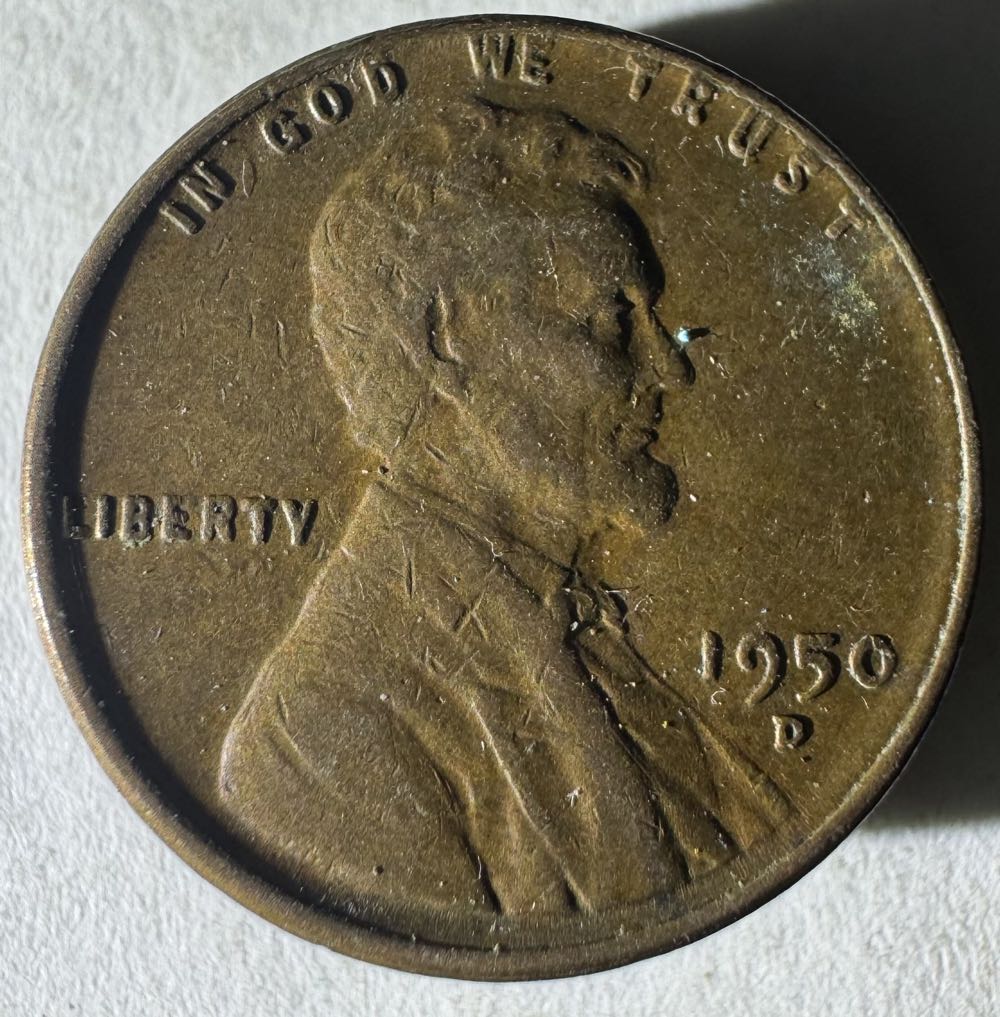 IN GOD WE TRUST
LIBERTY
1950
D